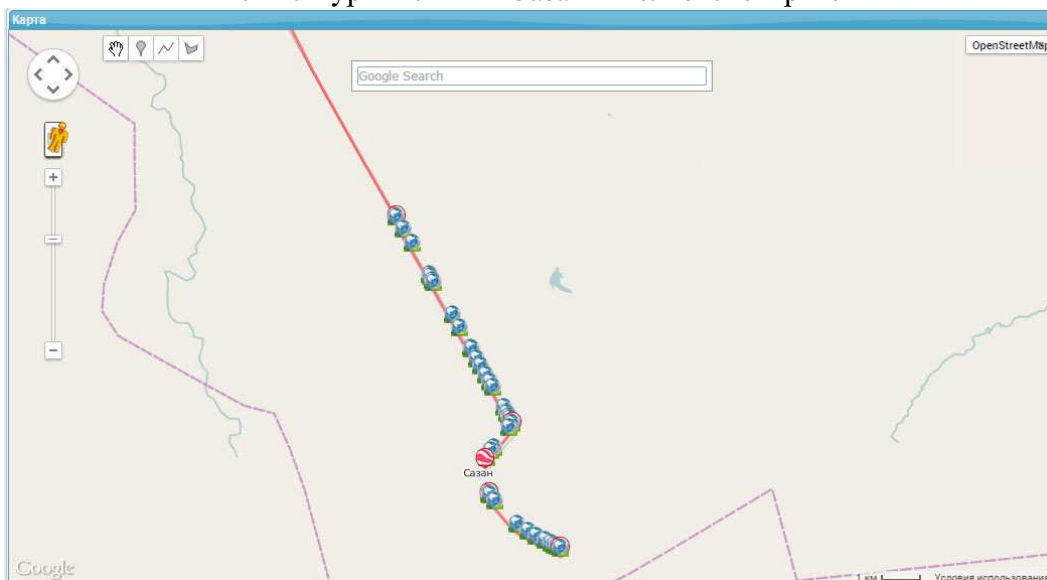 Карта
OpenStreetMap
Google Search
Сазан
Google
1 км
Условия использования